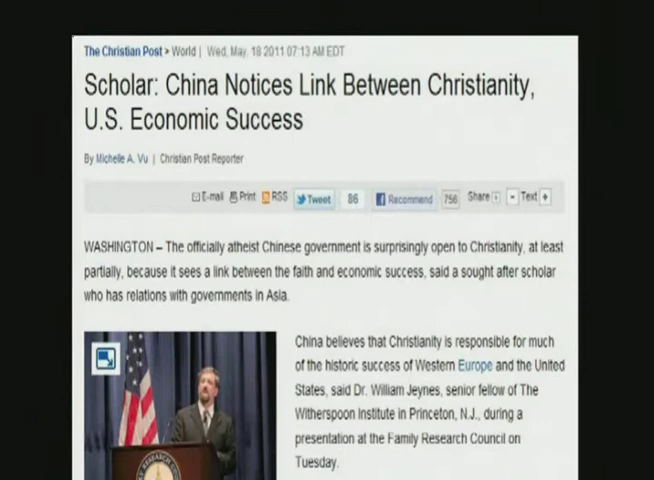 The Christian Post > World | Wed, May. 18 2011 07:13 AM EDT
Scholar: China Notices Link Between Christianity,
U.S. Economic Success
By Michelle A. Vu | Christian Post Reporter
E-mail Print RSS Tweet 86 Recommend 756 Share + - Text +
WASHINGTON – The officially atheist Chinese government is surprisingly open to Christianity, at least
partially, because it sees a link between the faith and economic success, said a sought after scholar
who has relations with governments in Asia.
China believes that Christianity is responsible for much
of the historic success of Western Europe and the United
States, said Dr. William Jeynes, senior fellow of The
Witherspoon Institute in Princeton, N.J., during a
presentation at the Family Research Council on
Tuesday.